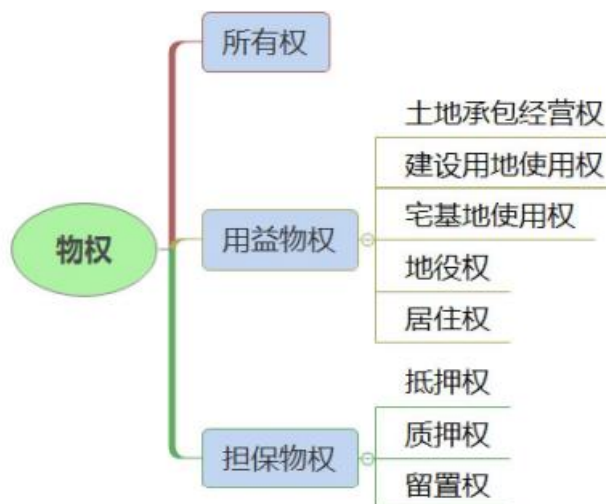 物权
所有权
用益物权
土地承包经营权
建设用地使用权
宅基地使用权
地役权
居住权
担保物权
抵押权
质押权
留置权